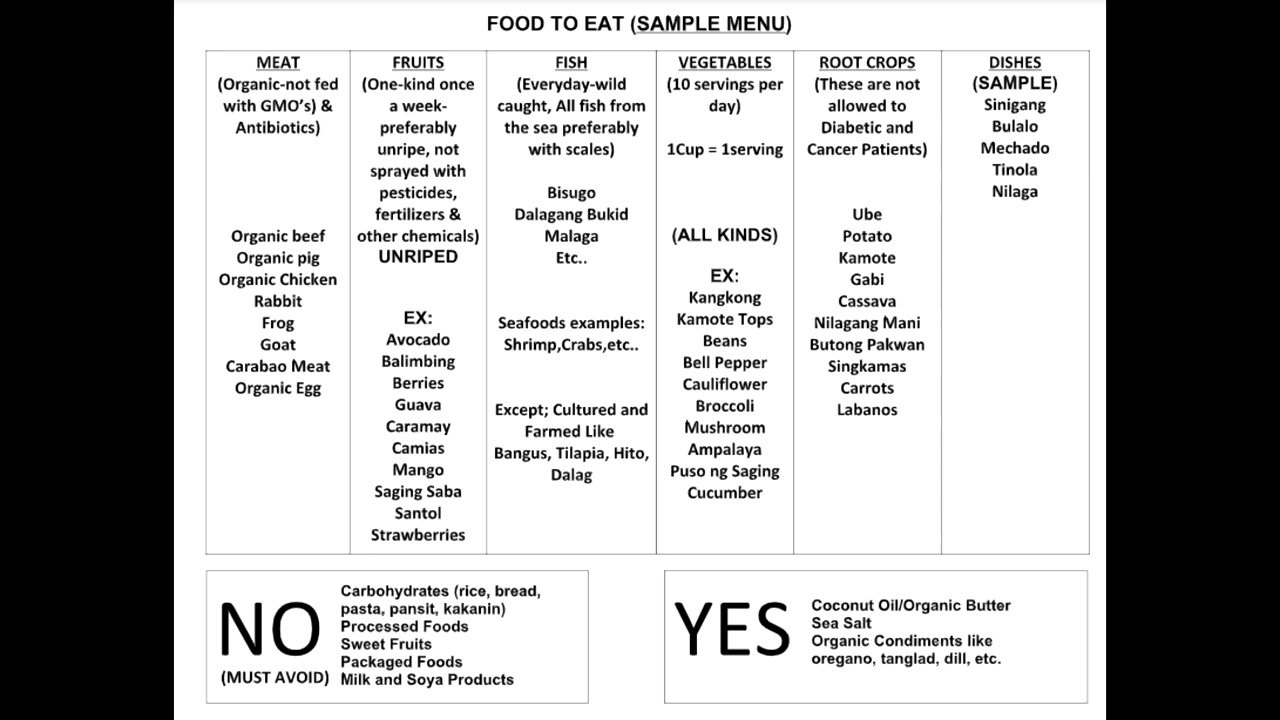 FOOD TO EAT (SAMPLE MENU)
MEAT
(Organic-not fed
with GMO's) &
Antibiotics)
Organic beef
Organic pig
Organic Chicken
Rabbit
Frog
Goat
Carabao Meat
Organic Egg
FRUITS
(One-kind once
a week-
preferably
unripe, not
sprayed with
pesticides,
fertilizers &
other chemicals)
UNRIPED
EX:
Avocado
Balimbing
Berries
Guava
Caramay
Camias
Mango
Saging Saba
Santol
Strawberries
FISH
(Everyday-wild
caught, All fish from
the sea preferably
with scales)
Bisugo
Dalagang Bukid
Malaga
Etc..
Seafoods examples:
Shrimp,Crabs,etc..
Except; Cultured and
Farmed Like
Bangus, Tilapia, Hito,
Dalag
VEGETABLES
(10 servings per
day)
1Cup = 1serving
(ALL KINDS)
EX:
Kangkong
Kamote Tops
Beans
Bell Pepper
Cauliflower
Broccoli
Mushroom
Ampalaya
Puso ng Saging
Cucumber
ROOT CROPS
(These are not
allowed to
Diabetic and
Cancer Patients)
Ube
Potato
Kamote
Gabi
Cassava
Nilagang Mani
Butong Pakwan
Singkamas
Carrots
Labanos
DISHES
(SAMPLE)
Sinigang
Bulalo
Mechado
Tinola
Nilaga
NO
(MUST AVOID)
Carbohydrates (rice, bread,
pasta, pansit, kakanin)
Processed Foods
Sweet Fruits
Packaged Foods
Milk and Soya Products
YES
Coconut Oil/Organic Butter
Sea Salt
Organic Condiments like
oregano, tanglad, dill, etc.